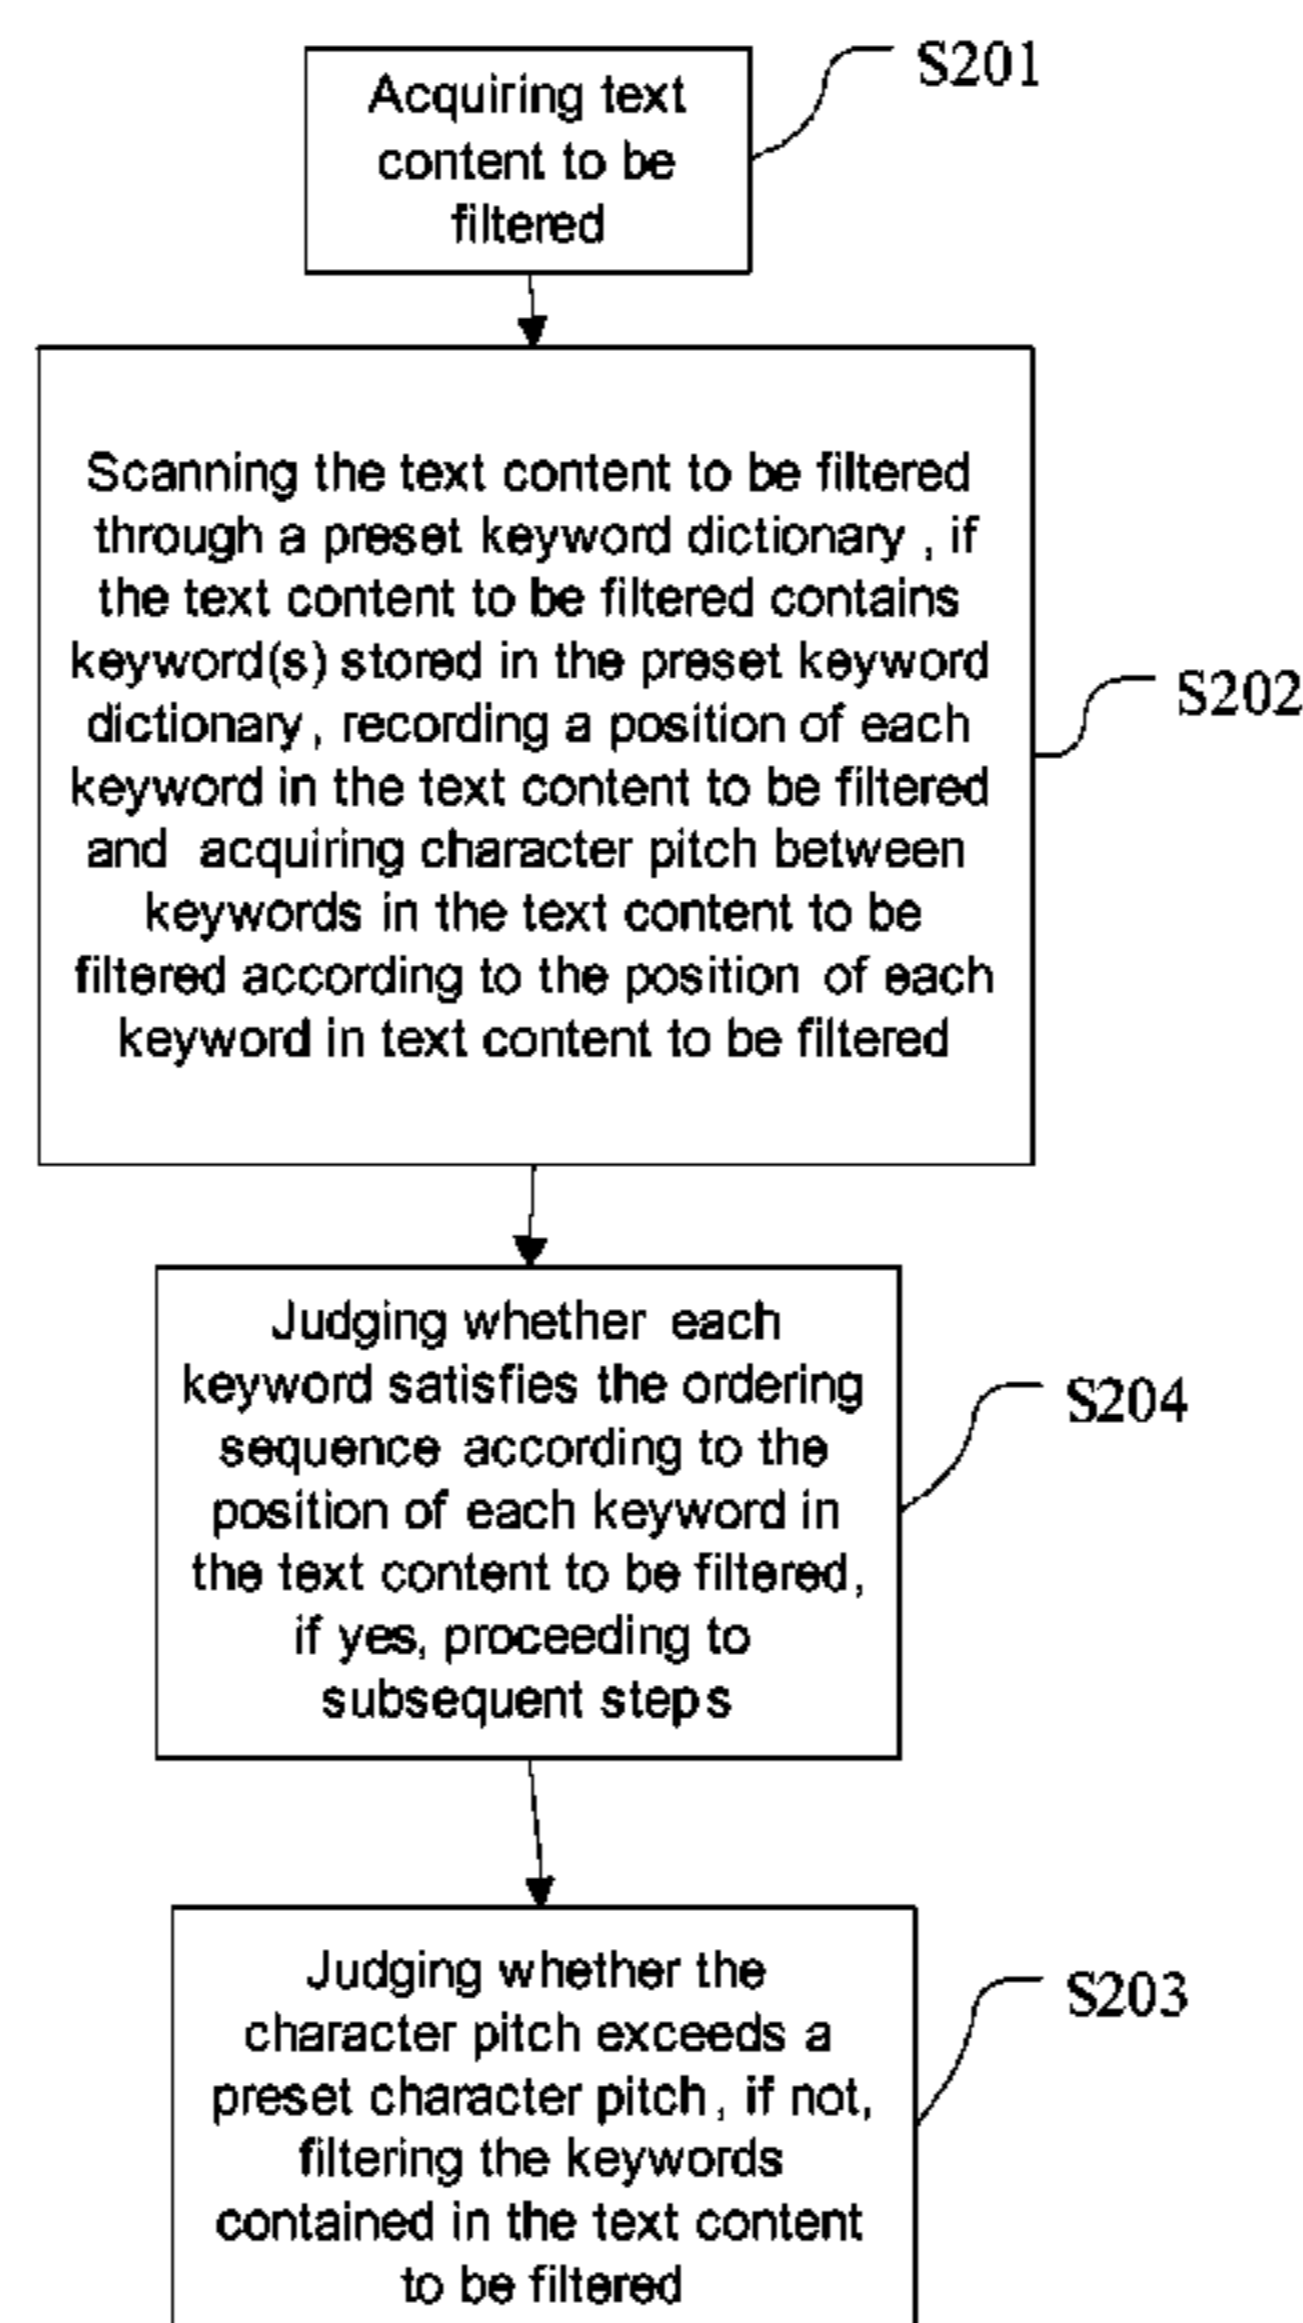 Acquiring text
content to be
filtered
S201
Scanning the text content to be filtered
through a preset keyword dictionary , if
the text content to be filtered contains
keyword(s) stored in the preset keyword
dictionary, recording a position of each
keyword in the text content to be filtered
and acquiring character pitch between
keywords in the text content to be
filtered according to the position of each
keyword in text content to be filtered
S202
Judging whether each
keyword satisfies the ordering
sequence according to the
position of each keyword in
the text content to be filtered,
if yes, proceeding to
subsequent steps
S204
Judging whether the
character pitch exceeds a
preset character pitch, if not,
filtering the keywords
contained in the text content
to be filtered
S203